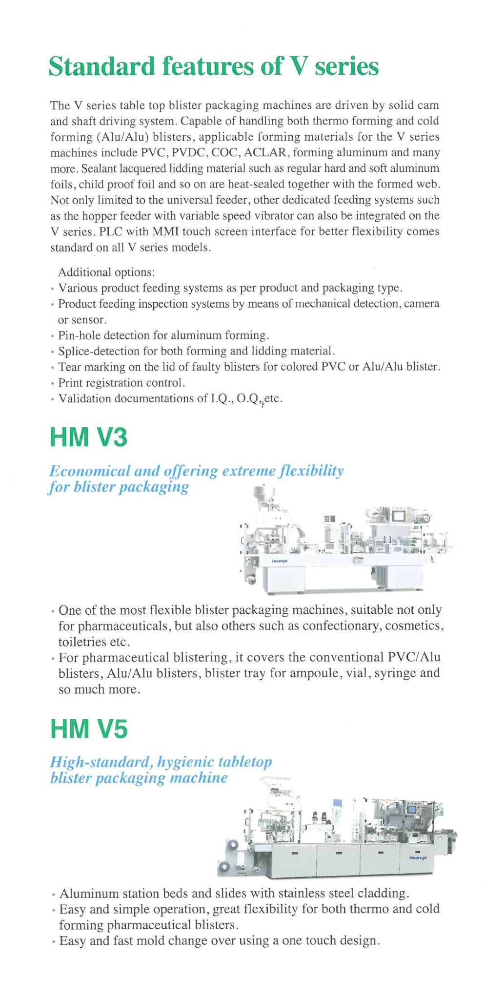 Standard features of V series
The V series table top blister packaging machines are driven by solid cam
and shaft driving system. Capable of handling both thermo forming and cold
forming (Alu/Alu) blisters, applicable forming materials for the V series
machines include PVC, PVDC, COC, ACLAR, forming aluminum and many
more. Sealant lacquered lidding material such as regular hard and soft aluminum
foils, child proof foil and so on are heat-sealed together with the formed web.
Not only limited to the universal feeder, other dedicated feeding systems such
as the hopper feeder with variable speed vibrator can also be integrated on the
V series. PLC with MMI touch screen interface for better flexibility comes
standard on all V series models.
Additional options:
• Various product feeding systems as per product and packaging type.
• Product feeding inspection systems by means of mechanical detection, camera
or sensor.
• Pin-hole detection for aluminum forming.
• Splice-detection for both forming and lidding material.
• Tear marking on the lid of faulty blisters for colored PVC or Alu/Alu blister.
• Print registration control.
• Validation documentations of I.Q., O.Q., etc.
HM V3
Economical and offering extreme flexibility
for blister packaging
Hoonga
• One of the most flexible blister packaging machines, suitable not only
for pharmaceuticals, but also others such as confectionary, cosmetics,
toiletries etc.
• For pharmaceutical blistering, it covers the conventional PVC/Alu
blisters, Alu/Alu blisters, blister tray for ampoule, vial, syringe and
so much more.
HM V5
High-standard, hygienic tabletop
blister packaging machine
Hoonga
• Aluminum station beds and slides with stainless steel cladding.
• Easy and simple operation, great flexibility for both thermo and cold
forming pharmaceutical blisters.
• Easy and fast mold change over using a one touch design.